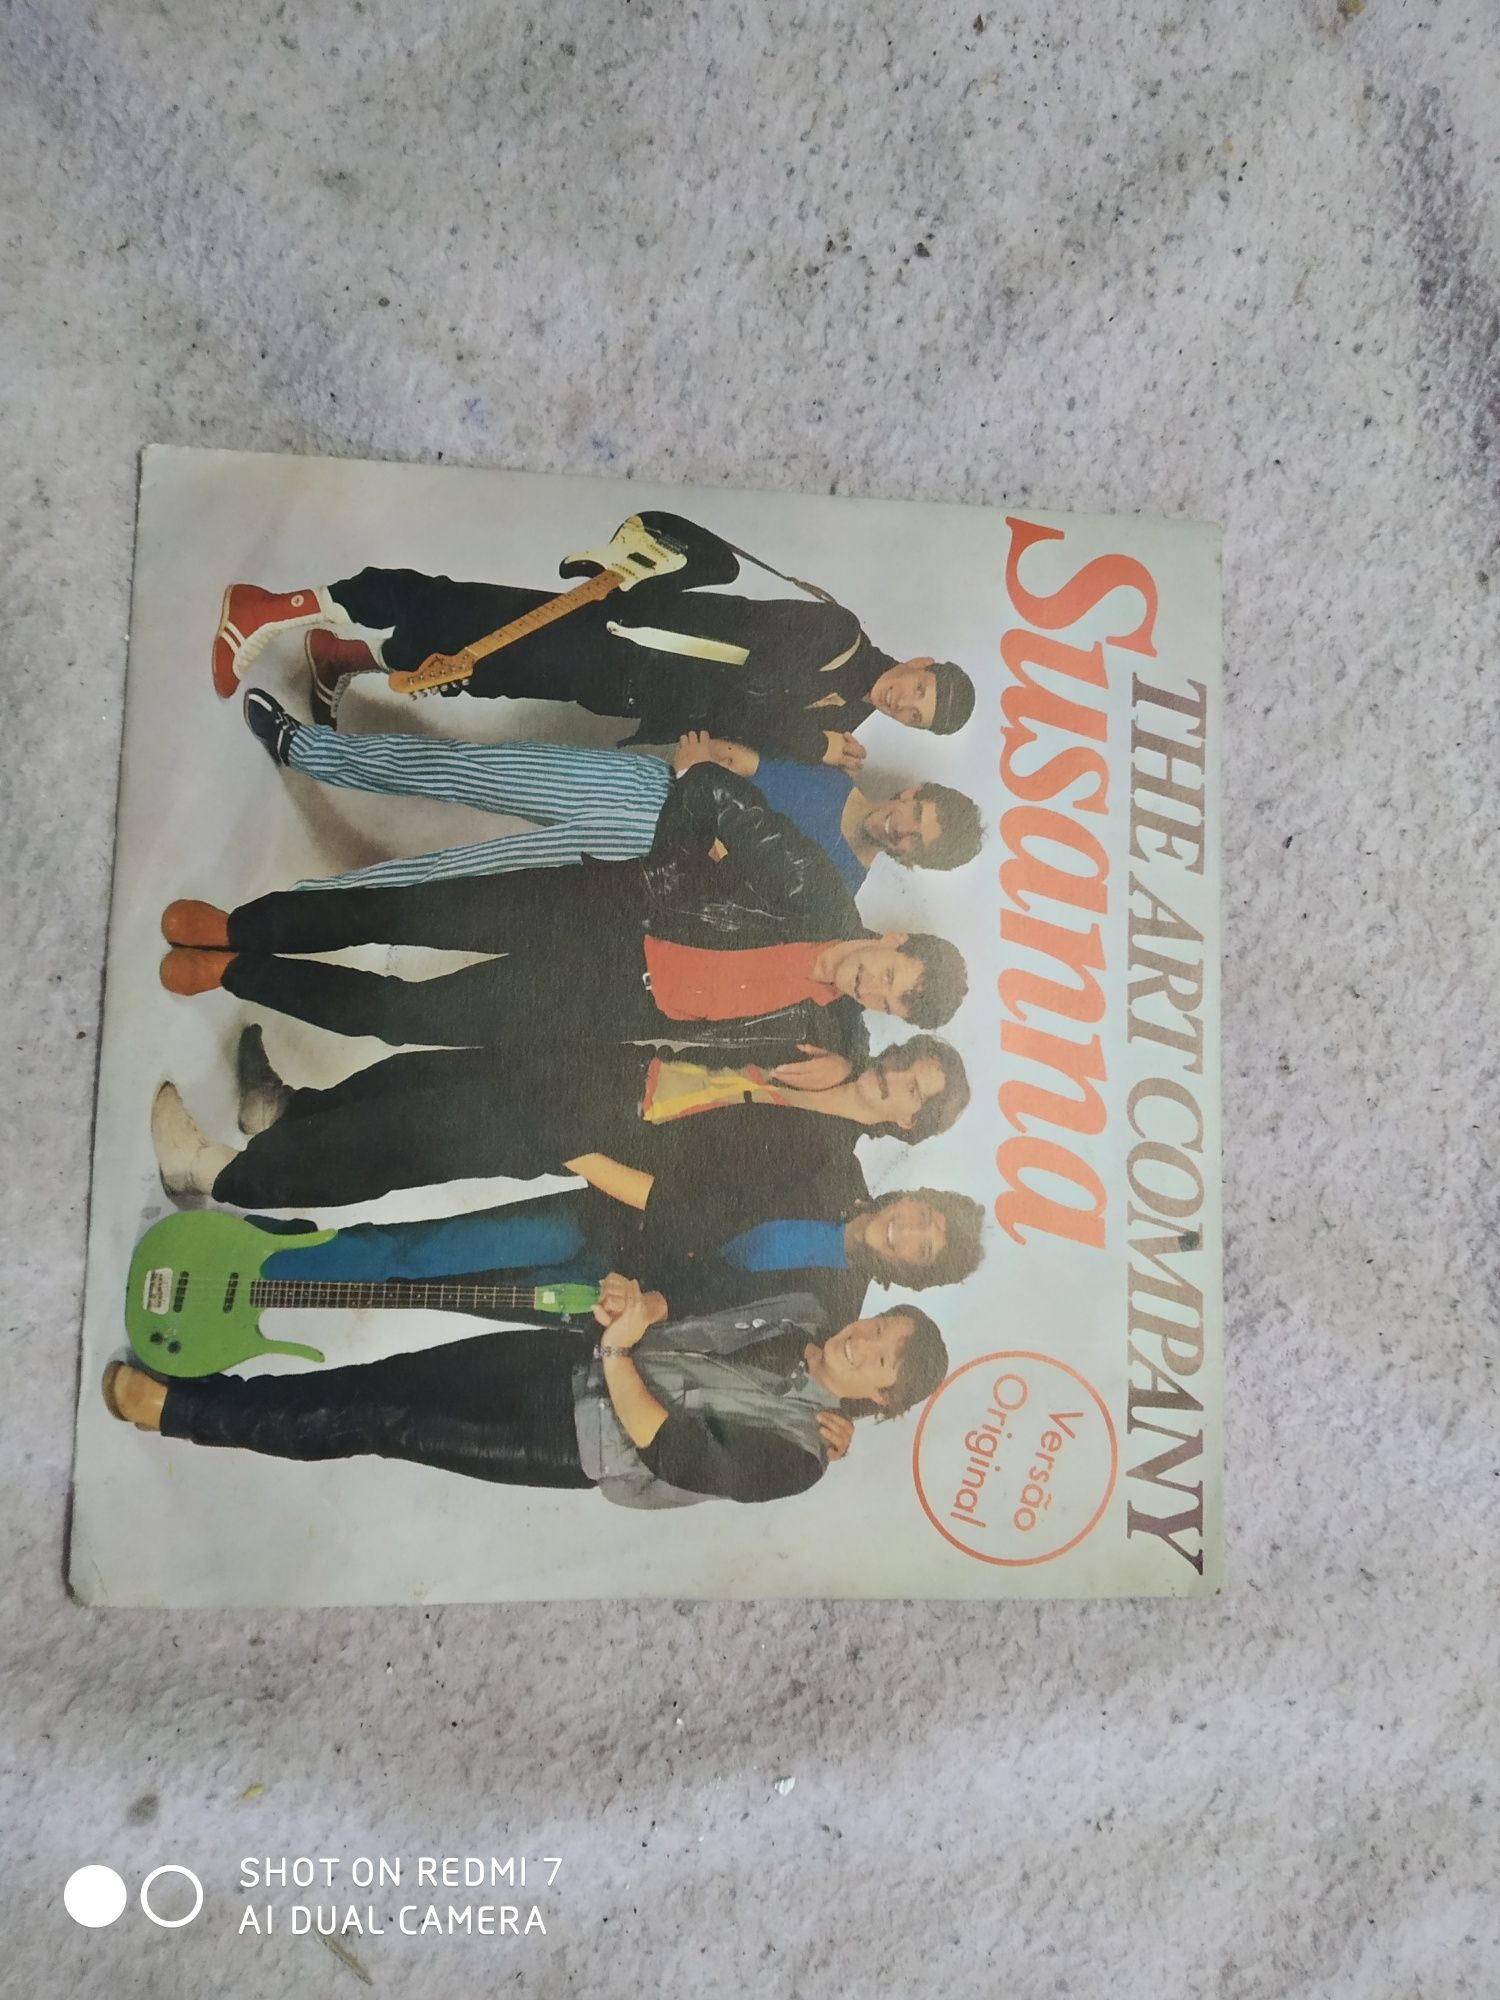 THE ART COMPANY
Susanna
Versão
Original
SHOT ON REDMI 7
AI DUAL CAMERA